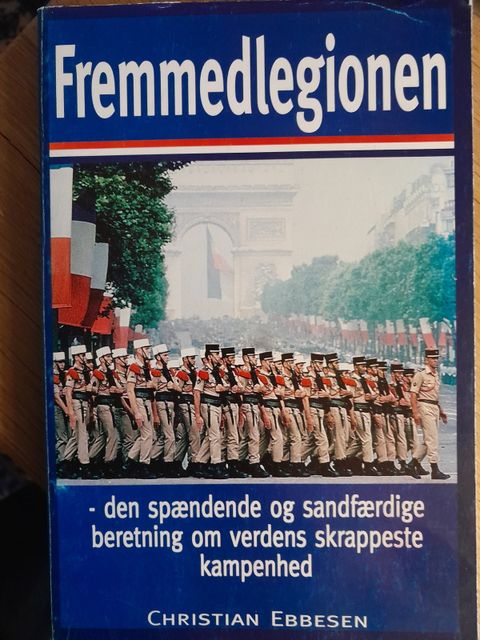 Fremmedlegionen
- den spændende og sandfærdige
beretning om verdens skrappeste
kampenhed
CHRISTIAN EBBESEN